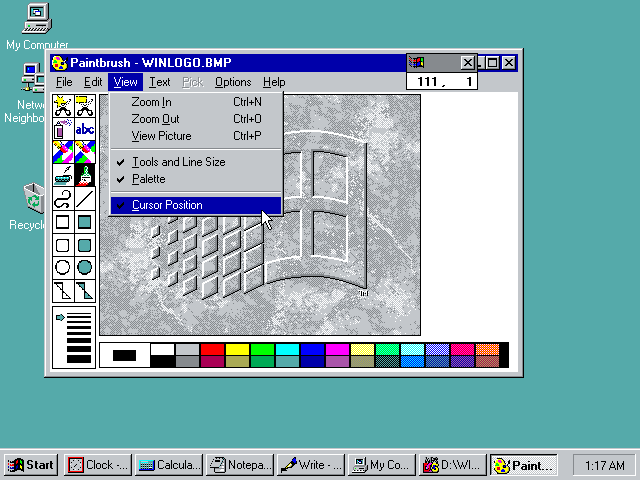 My Computer
Paintbrush - WINLOGO.BMP
111, 1
File Edit View Text Pick Options Help
Zoom In Ctrl+N
Zoom Out Ctrl+O
View Picture Ctrl+P
Tools and Line Size
Palette
Cursor Position
abc
Netw
Neighbo
Recycle
Start
Clock -...
Calcula...
Notepa...
Write - ...
My Co...
D:\WI...
Paint...
1:17 AM